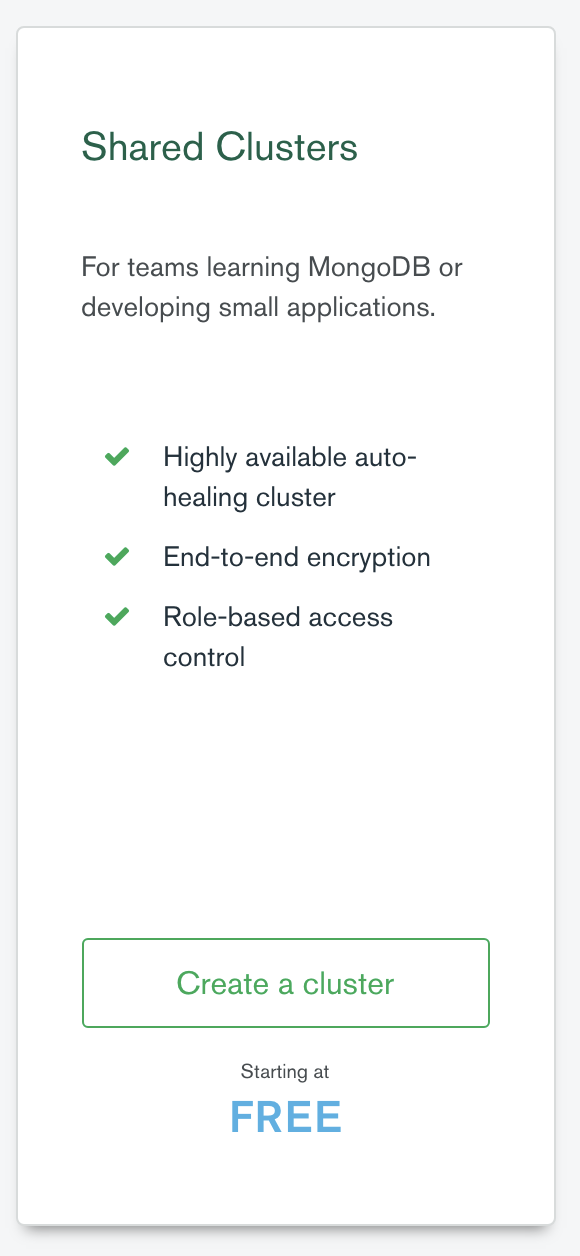 Shared Clusters
For teams learning MongoDB or
developing small applications.
Highly available auto-
healing cluster
End-to-end encryption
Role-based access
control
Create a cluster
Starting at
FREE